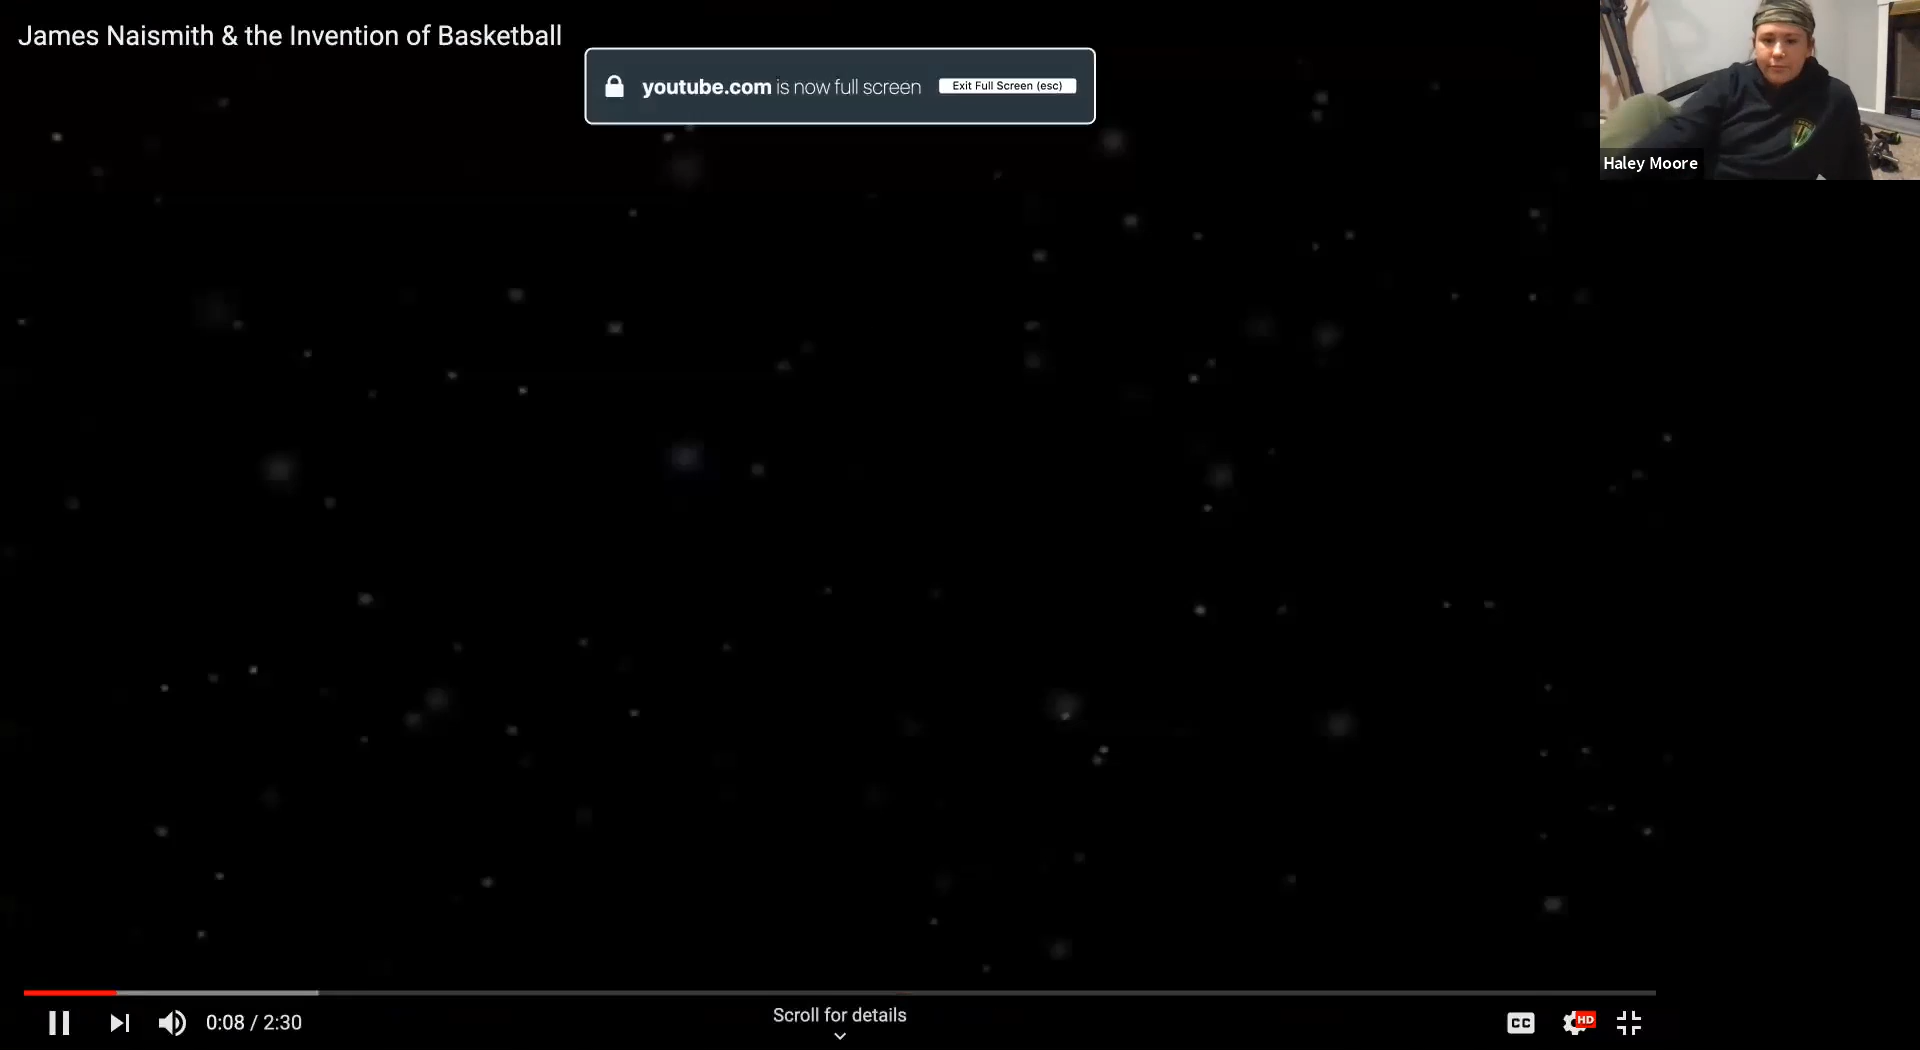 James Naismith & the Invention of Basketball
youtube.com is now full screen Exit Full Screen (esc)
Haley Moore
0:08 / 2:30
Scroll for details
CC
HD